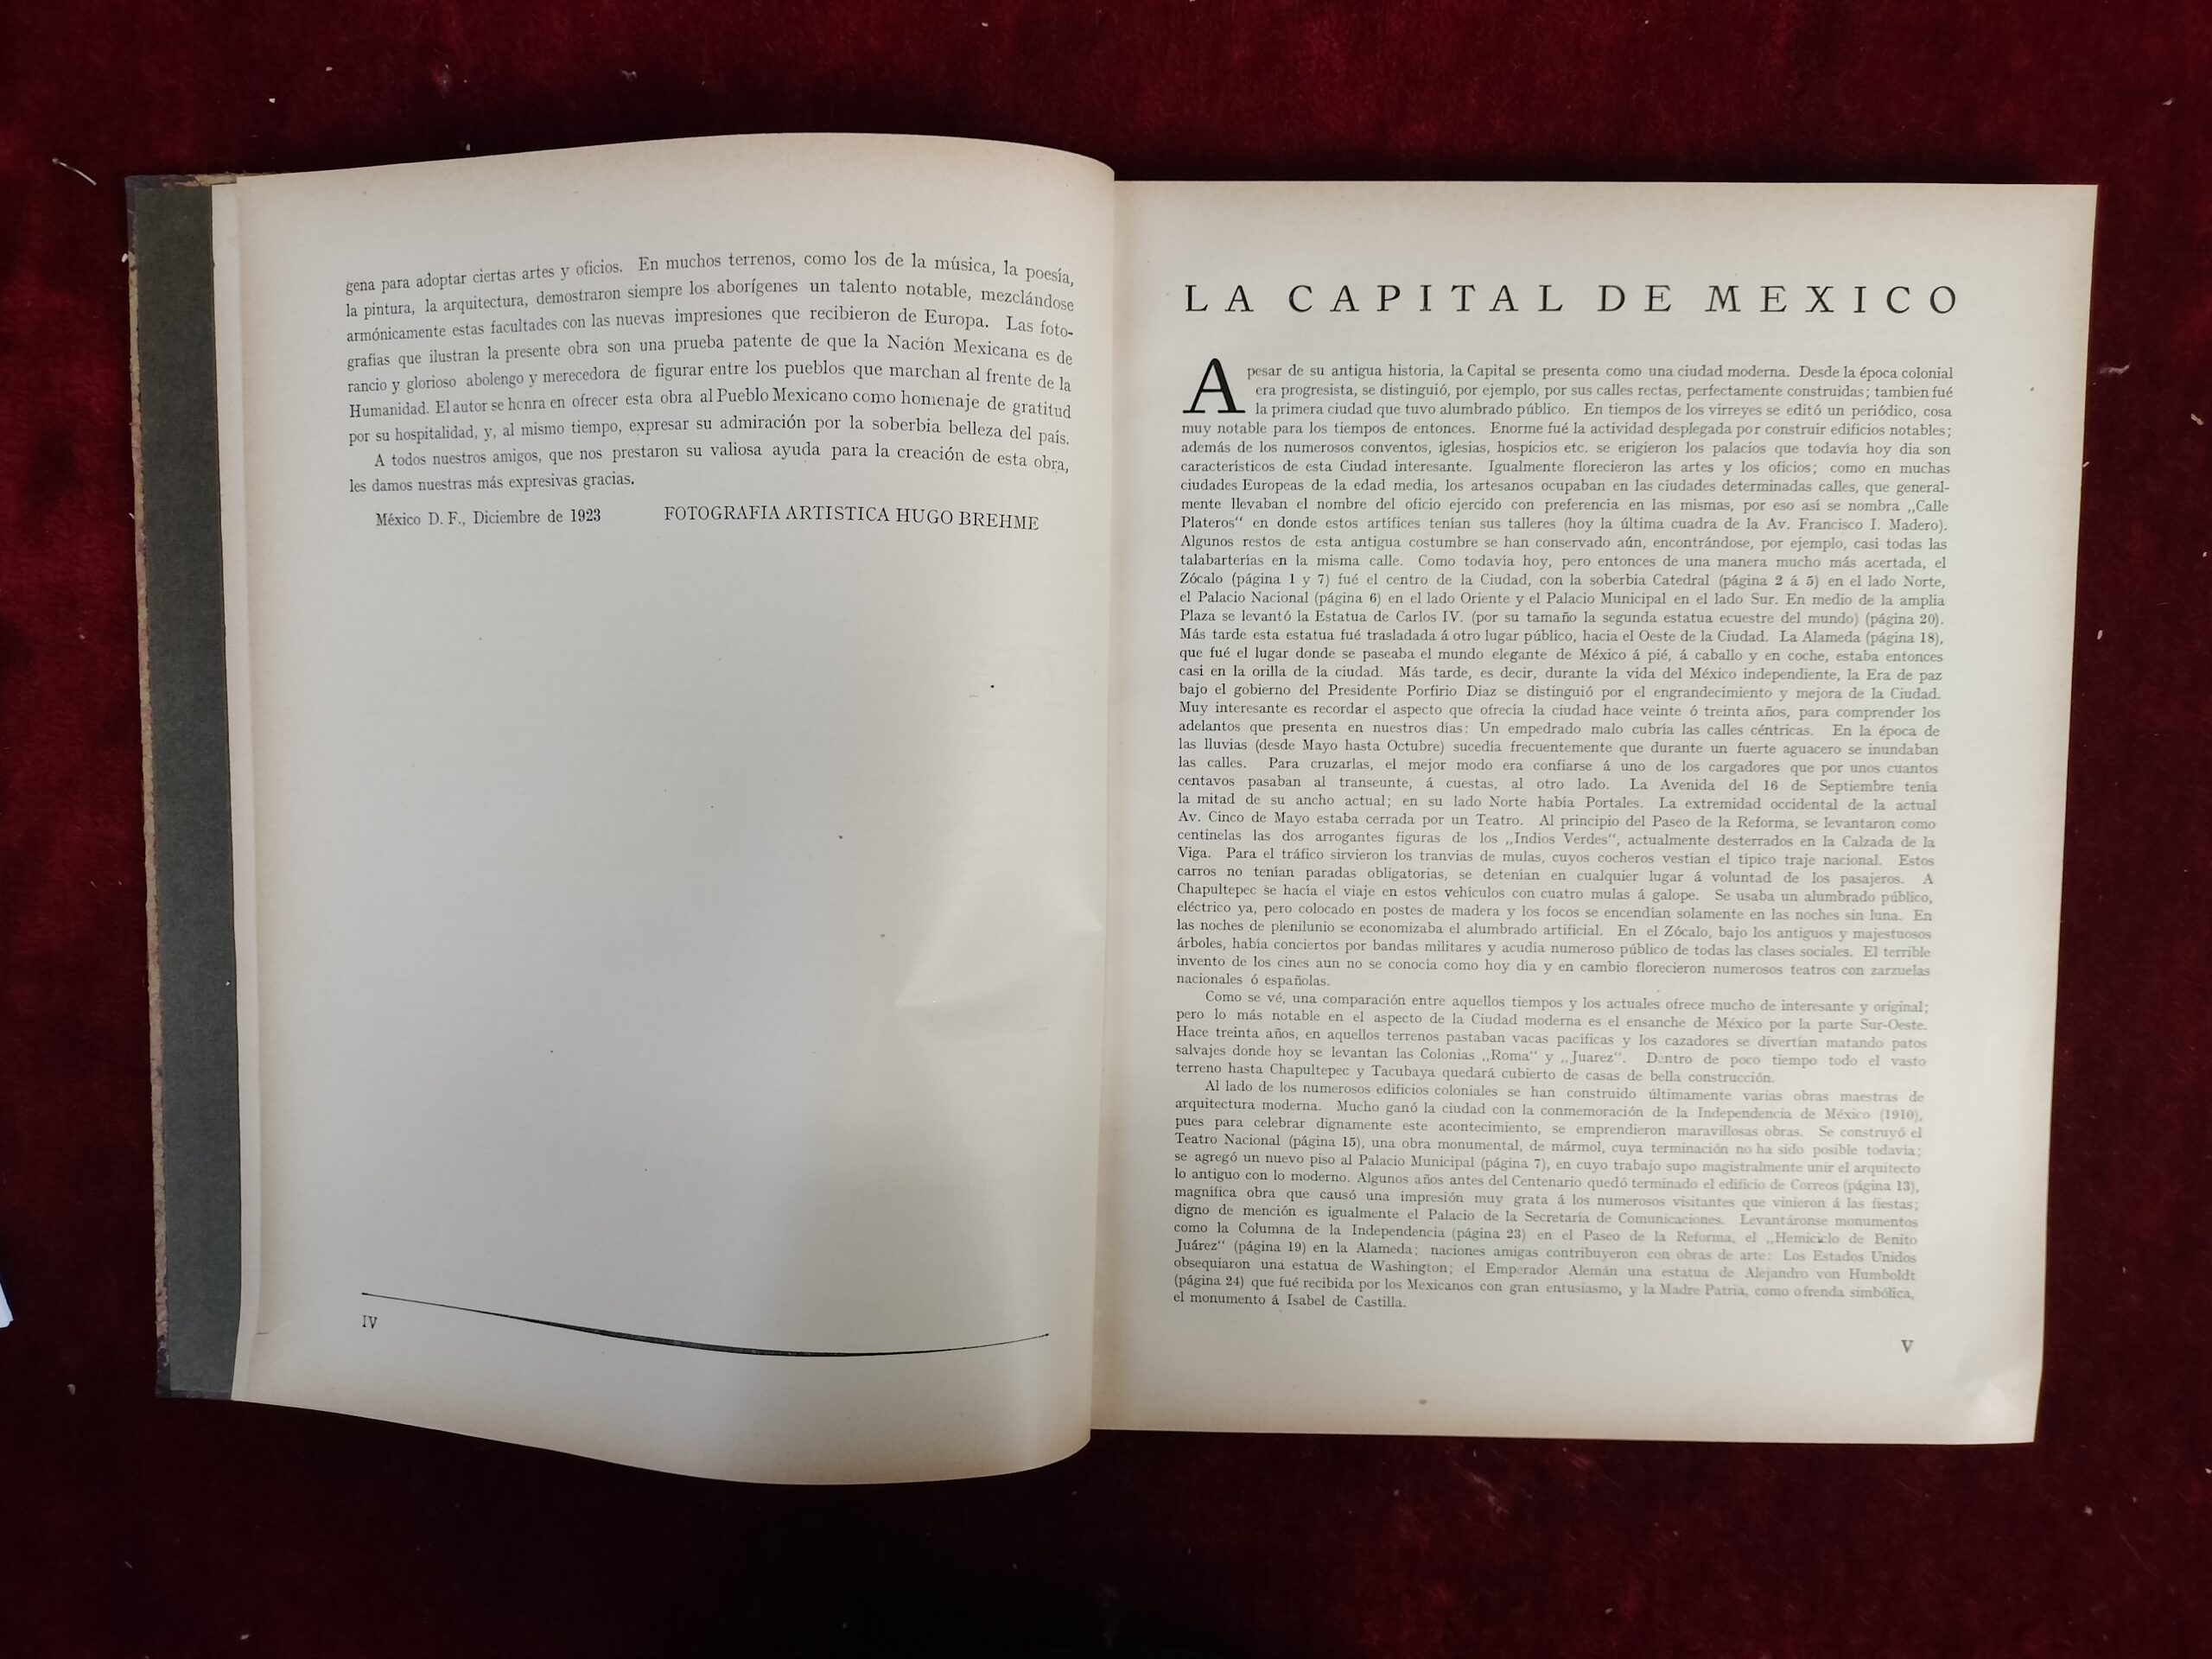 gena para adoptar ciertas artes y oficios. En muchos terrenos, como los de la música, la poesía,
la pintura, la arquitectura, demostraron siempre los aborígenes un talento notable, mezclándose
armónicamente estas facultades con las nuevas impresiones que recibieron de Europa. Las foto-
grafías que ilustran la presente obra son una prueba patente de que la Nación Mexicana es de
rancio y glorioso abolengo y merecedora de figurar entre los pueblos que marchan al frente de la
Humanidad. El autor se honra en ofrecer esta obra al Pueblo Mexicano como homenaje de gratitud
por su hospitalidad, y, al mismo tiempo, expresar su admiración por la soberbia belleza del país.
A todos nuestros amigos, que nos prestaron su valiosa ayuda para la creación de esta obra,
les damos nuestras más expresivas gracias.
México D. F., Diciembre de 1923 FOTOGRAFIA ARTISTICA HUGO BREHME
IV
LA CAPITAL DE MEXICO
A pesar de su antigua historia, la Capital se presenta como una ciudad moderna. Desde la época colonial
era progresista, se distinguió, por ejemplo, por sus calles rectas, perfectamente construidas; tambien fué
la primera ciudad que tuvo alumbrado público. En tiempos de los virreyes se editó un periódico, cosa
muy notable para los tiempos de entonces. Enorme fué la actividad desplegada por construir edificios notables;
además de los numerosos conventos, iglesias, hospicios etc. se erigieron los palacios que todavía hoy dia son
característicos de esta Ciudad interesante. Igualmente florecieron las artes y los oficios; como en muchas
ciudades Europeas de la edad media, los artesanos ocupaban en las ciudades determinadas calles, que general-
mente llevaban el nombre del oficio ejercido con preferencia en las mismas, por eso así se nombra „Calle
Plateros“ en donde estos artífices tenían sus talleres (hoy la última cuadra de la Av. Francisco I. Madero).
Algunos restos de esta antigua costumbre se han conservado aún, encontrándose, por ejemplo, casi todas las
talabarterías en la misma calle. Como todavía hoy, pero entonces de una manera mucho más acertada, el
Zócalo (página 1 y 7) fué el centro de la Ciudad, con la soberbia Catedral (página 2 á 5) en el lado Norte,
el Palacio Nacional (página 6) en el lado Oriente y el Palacio Municipal en el lado Sur. En medio de la amplia
Plaza se levantó la Estatua de Carlos IV. (por su tamaño la segunda estatua ecuestre del mundo) (página 20).
Más tarde esta estatua fué trasladada á otro lugar público, hacia el Oeste de la Ciudad. La Alameda (página 18),
que fué el lugar donde se paseaba el mundo elegante de México á pié, á caballo y en coche, estaba entonces
casi en la orilla de la ciudad. Más tarde, es decir, durante la vida del México independiente, la Era de paz
bajo el gobierno del Presidente Porfirio Diaz se distinguió por el engrandecimiento y mejora de la Ciudad.
Muy interesante es recordar el aspecto que ofrecía la ciudad hace veinte ó treinta años, para comprender los
adelantos que presenta en nuestros días: Un empedrado malo cubría las calles céntricas. En la época de
las lluvias (desde Mayo hasta Octubre) sucedía frecuentemente que durante un fuerte aguacero se inundaban
las calles. Para cruzarlas, el mejor modo era confiarse á uno de los cargadores que por unos cuantos
centavos pasaban al transeunte, á cuestas, al otro lado. La Avenida del 16 de Septiembre tenía
la mitad de su ancho actual; en su lado Norte había Portales. La extremidad occidental de la actual
Av. Cinco de Mayo estaba cerrada por un Teatro. Al principio del Paseo de la Reforma, se levantaron como
centinelas las dos arrogantes figuras de los „Indios Verdes“, actualmente desterrados en la Calzada de la
Viga. Para el tráfico sirvieron los tranvias de mulas, cuyos cocheros vestían el típico traje nacional. Estos
carros no tenían paradas obligatorias, se detenían en cualquier lugar á voluntad de los pasajeros. A
Chapultepec se hacía el viaje en estos vehículos con cuatro mulas á galope. Se usaba un alumbrado público,
eléctrico ya, pero colocado en postes de madera y los focos se encendían solamente en las noches sin luna. En
las noches de plenilunio se economizaba el alumbrado artificial. En el Zócalo, bajo los antiguos y majestuosos
árboles, había conciertos por bandas militares y acudía numeroso público de todas las clases sociales. El terrible
invento de los cines aun no se conocía como hoy día y en cambio florecieron numerosos teatros con zarzuelas
nacionales ó españolas.
Como se vé, una comparación entre aquellos tiempos y los actuales ofrece mucho de interesante y original;
pero lo más notable en el aspecto de la Ciudad moderna es el ensanche de México por la parte Sur-Oeste.
Hace treinta años, en aquellos terrenos pastaban vacas pacíficas y los cazadores se divertían matando patos
salvajes donde hoy se levantan las Colonias „Roma“ y „Juarez“. Dentro de poco tiempo todo el vasto
terreno hasta Chapultepec y Tacubaya quedará cubierto de casas de bella construcción.
Al lado de los numerosos edificios coloniales se han construido últimamente varias obras maestras de
arquitectura moderna. Mucho ganó la ciudad con la conmemoración de la Independencia de México (1910),
pues para celebrar dignamente este acontecimiento, se emprendieron maravillosas obras. Se construyó el
Teatro Nacional (página 15), una obra monumental, de mármol, cuya terminación no ha sido posible todavía;
se agregó un nuevo piso al Palacio Municipal (página 7), en cuyo trabajo supo magistralmente unir el arquitecto
lo antiguo con lo moderno. Algunos años antes del Centenario quedó terminado el edificio de Correos (página 13),
magnífica obra que causó una impresión muy grata á los numerosos visitantes que vinieron á las fiestas;
digno de mención es igualmente el Palacio de la Secretaría de Comunicaciones. Levantáronse monumentos
como la Columna de la Independencia (página 23) en el Paseo de la Reforma, el „Hemiciclo de Benito
Juárez“ (página 19) en la Alameda; naciones amigas contribuyeron con obras de arte: Los Estados Unidos
obsequiaron una estatua de Washington; el Emperador Alemán una estatua de Alejandro von Humboldt
(página 24) que fué recibida por los Mexicanos con gran entusiasmo, y la Madre Patria, como ofrenda simbólica,
el monumento á Isabel de Castilla.
V